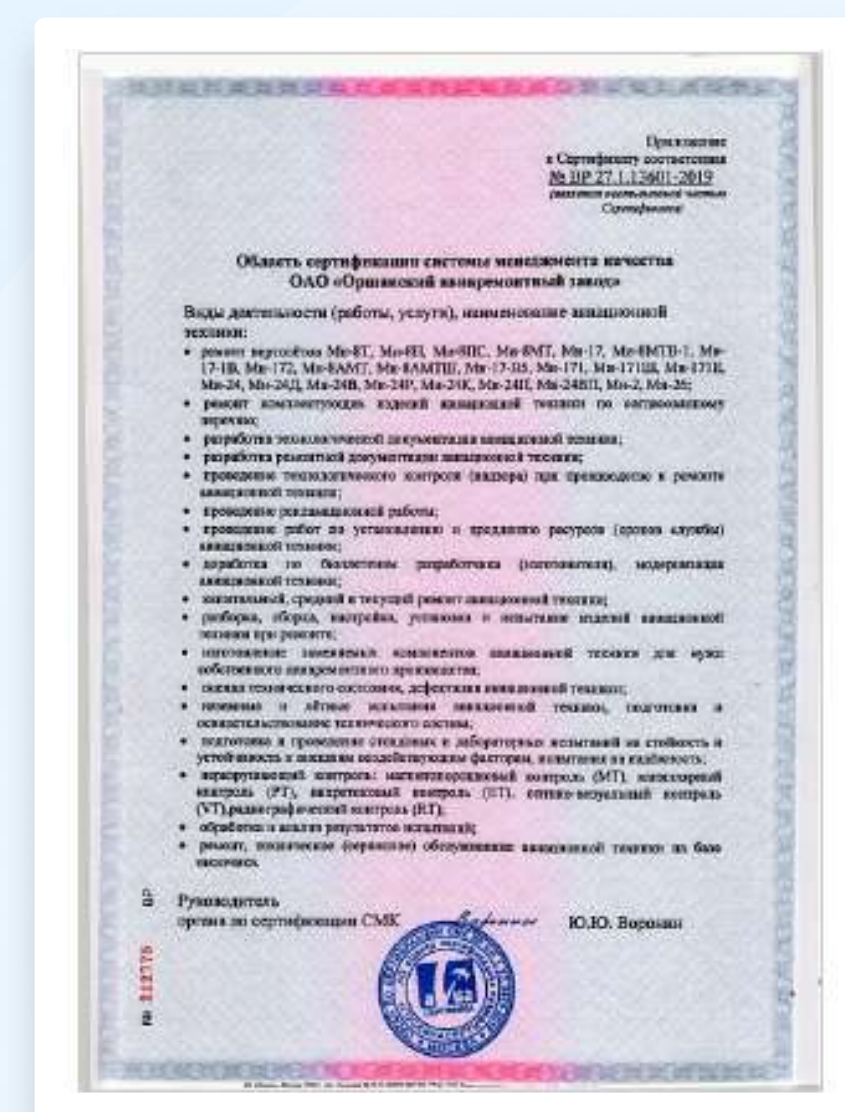 Приложение
к Сертификату соответствия
№ ВР 27.1.13601-2019
Сертификата
Область сертификации системы менеджмента качества
ОАО «Оршанский авиаремонтный завод»
Виды деятельности (работы, услуги), наименование авиационной
техники:
• ремонт вертолётов Ми-8Т, Ми-8П, Ми-8ПС, Ми-8МТ, Ми-17, Ми-8МТВ-1, Ми-
17-1В, Ми-172, Ми-8АМТ, Ми-8АМТШ, Ми-17-В5, Ми-171, Ми-171Ш, Ми-171Е,
Ми-24, Ми-24Д, Ми-24В, Ми-24Р, Ми-24К, Ми-24П, Ми-24ВП, Ми-2, Ми-26;
• ремонт комплектующих изделий авиационной техники по согласованному
перечню;
• разработка технологической документации авиационной техники;
• разработка ремонтной документации авиационной техники;
• проведение технологического контроля (надзора) при производстве и ремонте
авиационной техники;
• проведение рекламационной работы;
• проведение работ по установлению и продлению ресурсов (сроков службы)
авиационной техники;
• доработка по бюллетеням разработчика (изготовителя), модернизация
авиационной техники;
• капитальный, средний и текущий ремонт авиационной техники;
• разборка, сборка, настройка, установка и испытание изделий авиационной
техники при ремонте;
• изготовление заменяемых компонентов авиационной техники для нужд
собственного авиаремонтного производства;
• оценка технического состояния, дефектация авиационной техники;
• наземные и лётные испытания авиационной техники, подготовка и
освидетельствование технического состава;
• подготовка и проведение стендовых и лабораторных испытаний на стойкость и
устойчивость к внешним воздействующим факторам, испытания на надёжность;
• неразрушающий контроль: магнитопорошковый контроль (МТ), капиллярный
контроль (РТ), вихретоковый контроль (ЕТ), оптико-визуальный контроль
(VT),радиографический контроль (RT);
• обработка и анализ результатов испытаний;
• ремонт, техническое (сервисное) обслуживание авиационной техники на базе
заказчика.
Руководитель
органа по сертификации СМК Ю.Ю. Воронин
ВР
212775